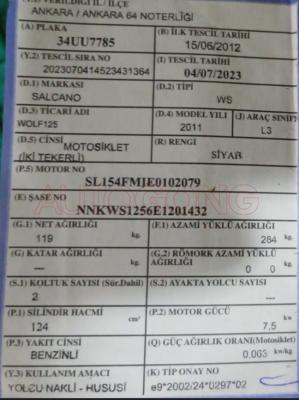 (Y.1) VERİLDİĞİ İL / İLÇE
ANKARA / ANKARA 64 NOTERLİĞİ
(A) PLAKA (B) İLK TESCİL TARİHİ
34UU7785 15/06/2012
(Y.2) TESCİL SIRA NO (I) TESCİL TARİHİ
2023070414523431364 04/07/2023
(D.1) MARKASI (D.2) TİPİ
SALCANO WS
(D.3) TİCARİ ADI (D.4) MODEL YILI (J) ARAÇ SINIFI
WOLF125 2011 L3
(D.5) CİNSİ (R) RENGİ
MOTOSİKLET
(İKİ TEKERLİ) SİYAH
(P.5) MOTOR NO
SL154FMJE0102079
(E) ŞASE NO
NNKWS1256E1201432
AUTOGONG
(G.1) NET AĞIRLIĞI (F.1) AZAMİ YÜKLÜ AĞIRLIĞI
119 kg. 284 kg.
(G) KATAR AĞIRLIĞI (G.2) RÖMORK AZAMİ YÜKLÜ AĞIRLIĞI
--- kg. 0 0 kg.
(S.1) KOLTUK SAYISI (Sür.Dahil) (S.2) AYAKTA YOLCU SAYISI
2 ---
(P.1) SİLİNDİR HACMİ (P.2) MOTOR GÜCÜ
124 cm³ 7,5 kw
(P.3) YAKIT CİNSİ (Q) GÜÇ AĞIRLIK ORANI(Motosiklet)
BENZİNLİ 0,063 kw/kg
(Y.3) KULLANIM AMACI (K) TİP ONAY NO
YOLCU NAKLİ - HUSUSİ e9*2002/24*0297*02